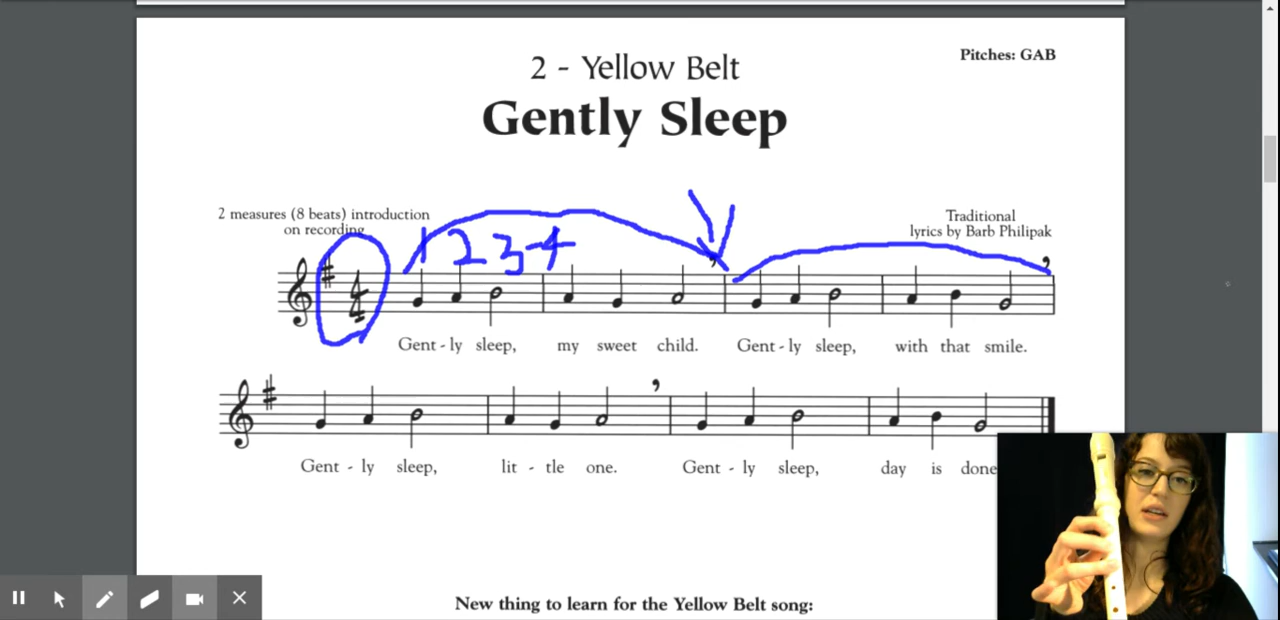 Pitches: GAB
2 - Yellow Belt
Gently Sleep
2 measures (8 beats) introduction
on recording
Traditional
lyrics by Barb Philipak
1 2 3 4
4
4
Gent - ly sleep, my sweet child. Gent - ly sleep, with that smile.
Gent - ly sleep, lit - tle one. Gent - ly sleep, day is done
New thing to learn for the Yellow Belt song: